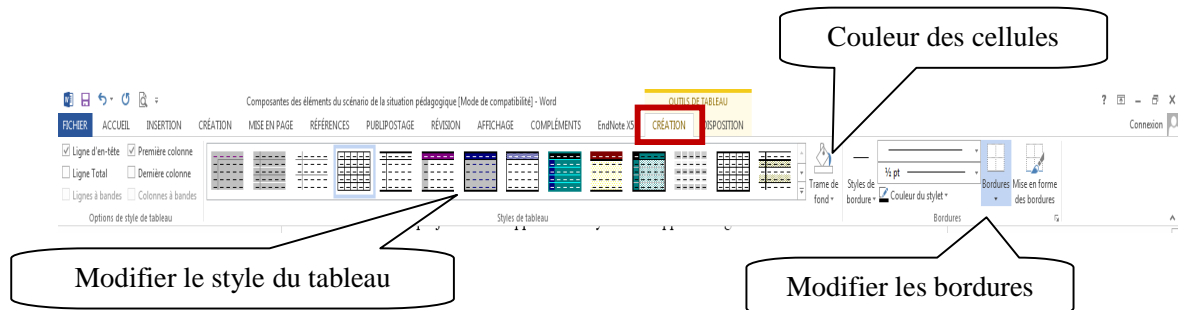 Couleur des cellules
Composantes des éléments du scénario de la situation pédagogique [Mode de compatibilité] - Word
OUTILS DE TABLEAU
?
Connexion
FICHIER ACCUEIL INSERTION CRÉATION MISE EN PAGE RÉFÉRENCES PUBLIPOSTAGE RÉVISION AFFICHAGE COMPLÉMENTS EndNote X5 CRÉATION DISPOSITION
Ligne d'en-tête Première colonne
Ligne Total Dernière colonne
Lignes à bandes Colonnes à bandes
Options de style de tableau
Styles de tableau
Trame de
fond
Styles de
bordure
½ pt
Couleur du stylet
Bordures
Mise en forme
des bordures
Bordures
Modifier le style du tableau
Modifier les bordures